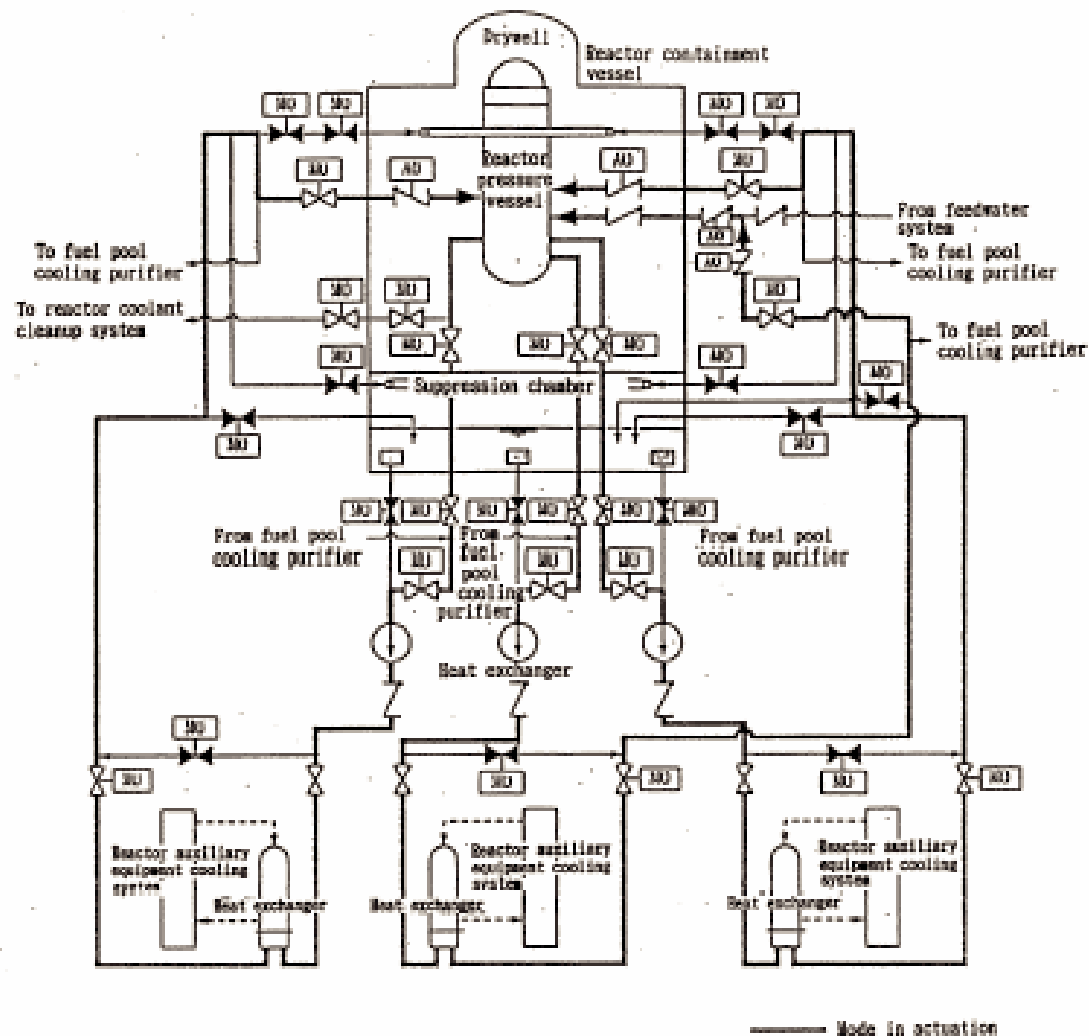 Drywell
Reactor containment
vessel
MO
MO
AO
MO
Reactor
pressure
vessel
MO
AO
AO
MO
From feedwater
system
To fuel pool
cooling purifier
AO
AO
To fuel pool
cooling purifier
To reactor coolant
cleanup system
MO
MO
MO
MO
MO
MO
To fuel pool
cooling purifier
MO
Suppression chamber
MO
MO
MO
MO
MO
MO
MO
MO
MO
MO
From fuel pool
cooling purifier
From
fuel
pool
cooling
purifier
From fuel pool
cooling purifier
MO
MO
MO
Heat exchanger
MO
MO
MO
MO
MO
MO
Reactor auxiliary
equipment cooling
system
Heat exchanger
Reactor auxiliary
equipment cooling
system
Heat exchanger
Reactor auxiliary
equipment cooling
system
Heat exchanger
Mode in actuation